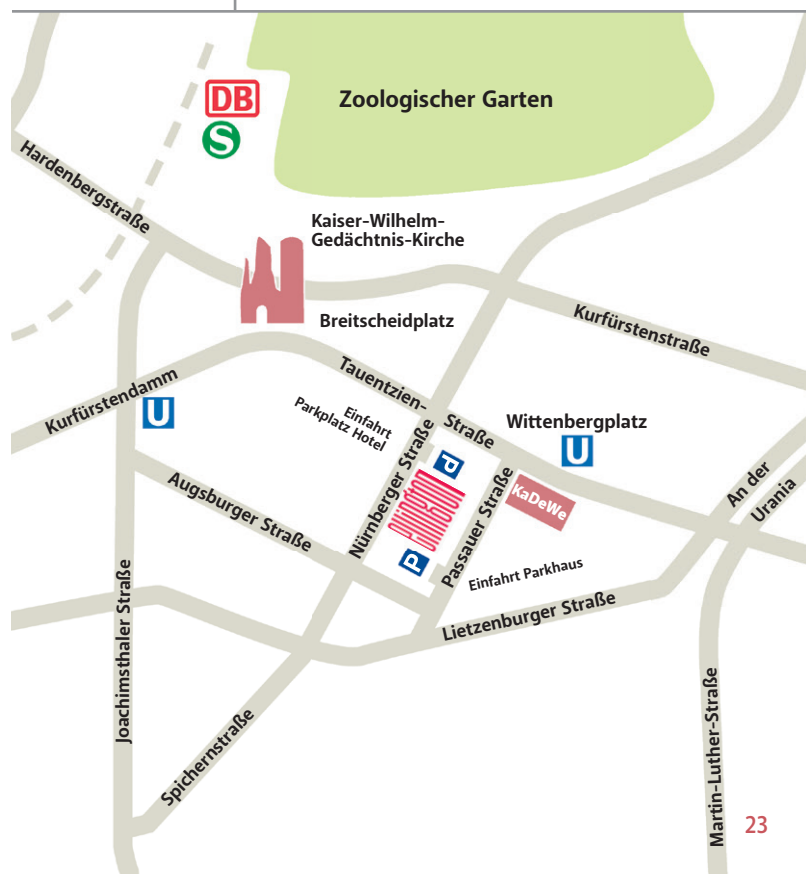 DB
Zoologischer Garten
S
Hardenbergstraße
Kaiser-Wilhelm-
Gedächtnis-Kirche
Breitscheidplatz
Kurfürstenstraße
Kurfürstendamm
U
Tauentzien-
Straße
Einfahrt
Parkplatz Hotel
Wittenbergplatz
U
Nürnberger Straße
P
ellington
P
Passauer Straße
KaDeWe
An der
Urania
Augsburger Straße
Einfahrt Parkhaus
Lietzenburger Straße
Joachimsthaler Straße
Spichernstraße
Martin-Luther-Straße
23